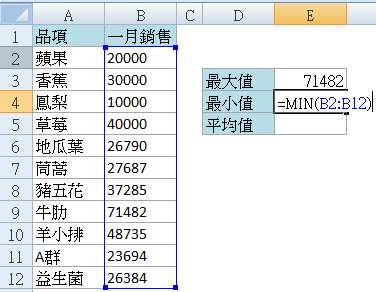 A B C D E
1 品項 一月銷售
2 蘋果 20000
3 香蕉 30000 最大值 71482
4 鳳梨 10000 最小值 =MIN(B2:B12)
5 草莓 40000 平均值
6 地瓜葉 26790
7 茼蒿 27687
8 豬五花 37285
9 牛肋 71482
10 羊小排 48735
11 A群 23694
12 益生菌 26384